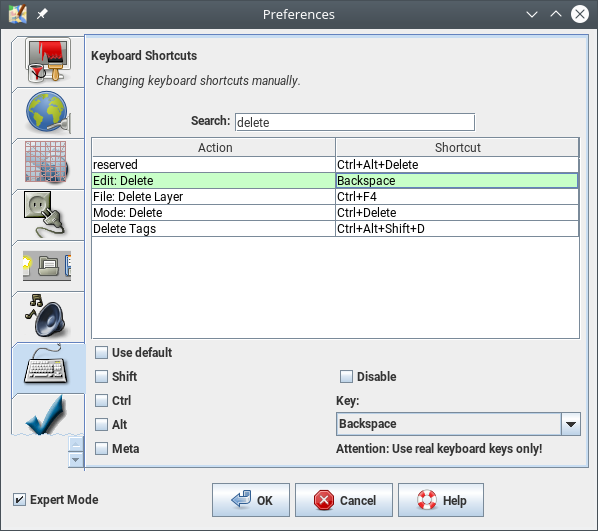 Preferences
Keyboard Shortcuts
Changing keyboard shortcuts manually.
Search: delete
Action Shortcut
reserved Ctrl+Alt+Delete
Edit: Delete Backspace
File: Delete Layer Ctrl+F4
Mode: Delete Ctrl+Delete
Delete Tags Ctrl+Alt+Shift+D
Use default
Shift Disable
Ctrl Key:
Alt Backspace
Meta Attention: Use real keyboard keys only!
Expert Mode OK Cancel Help